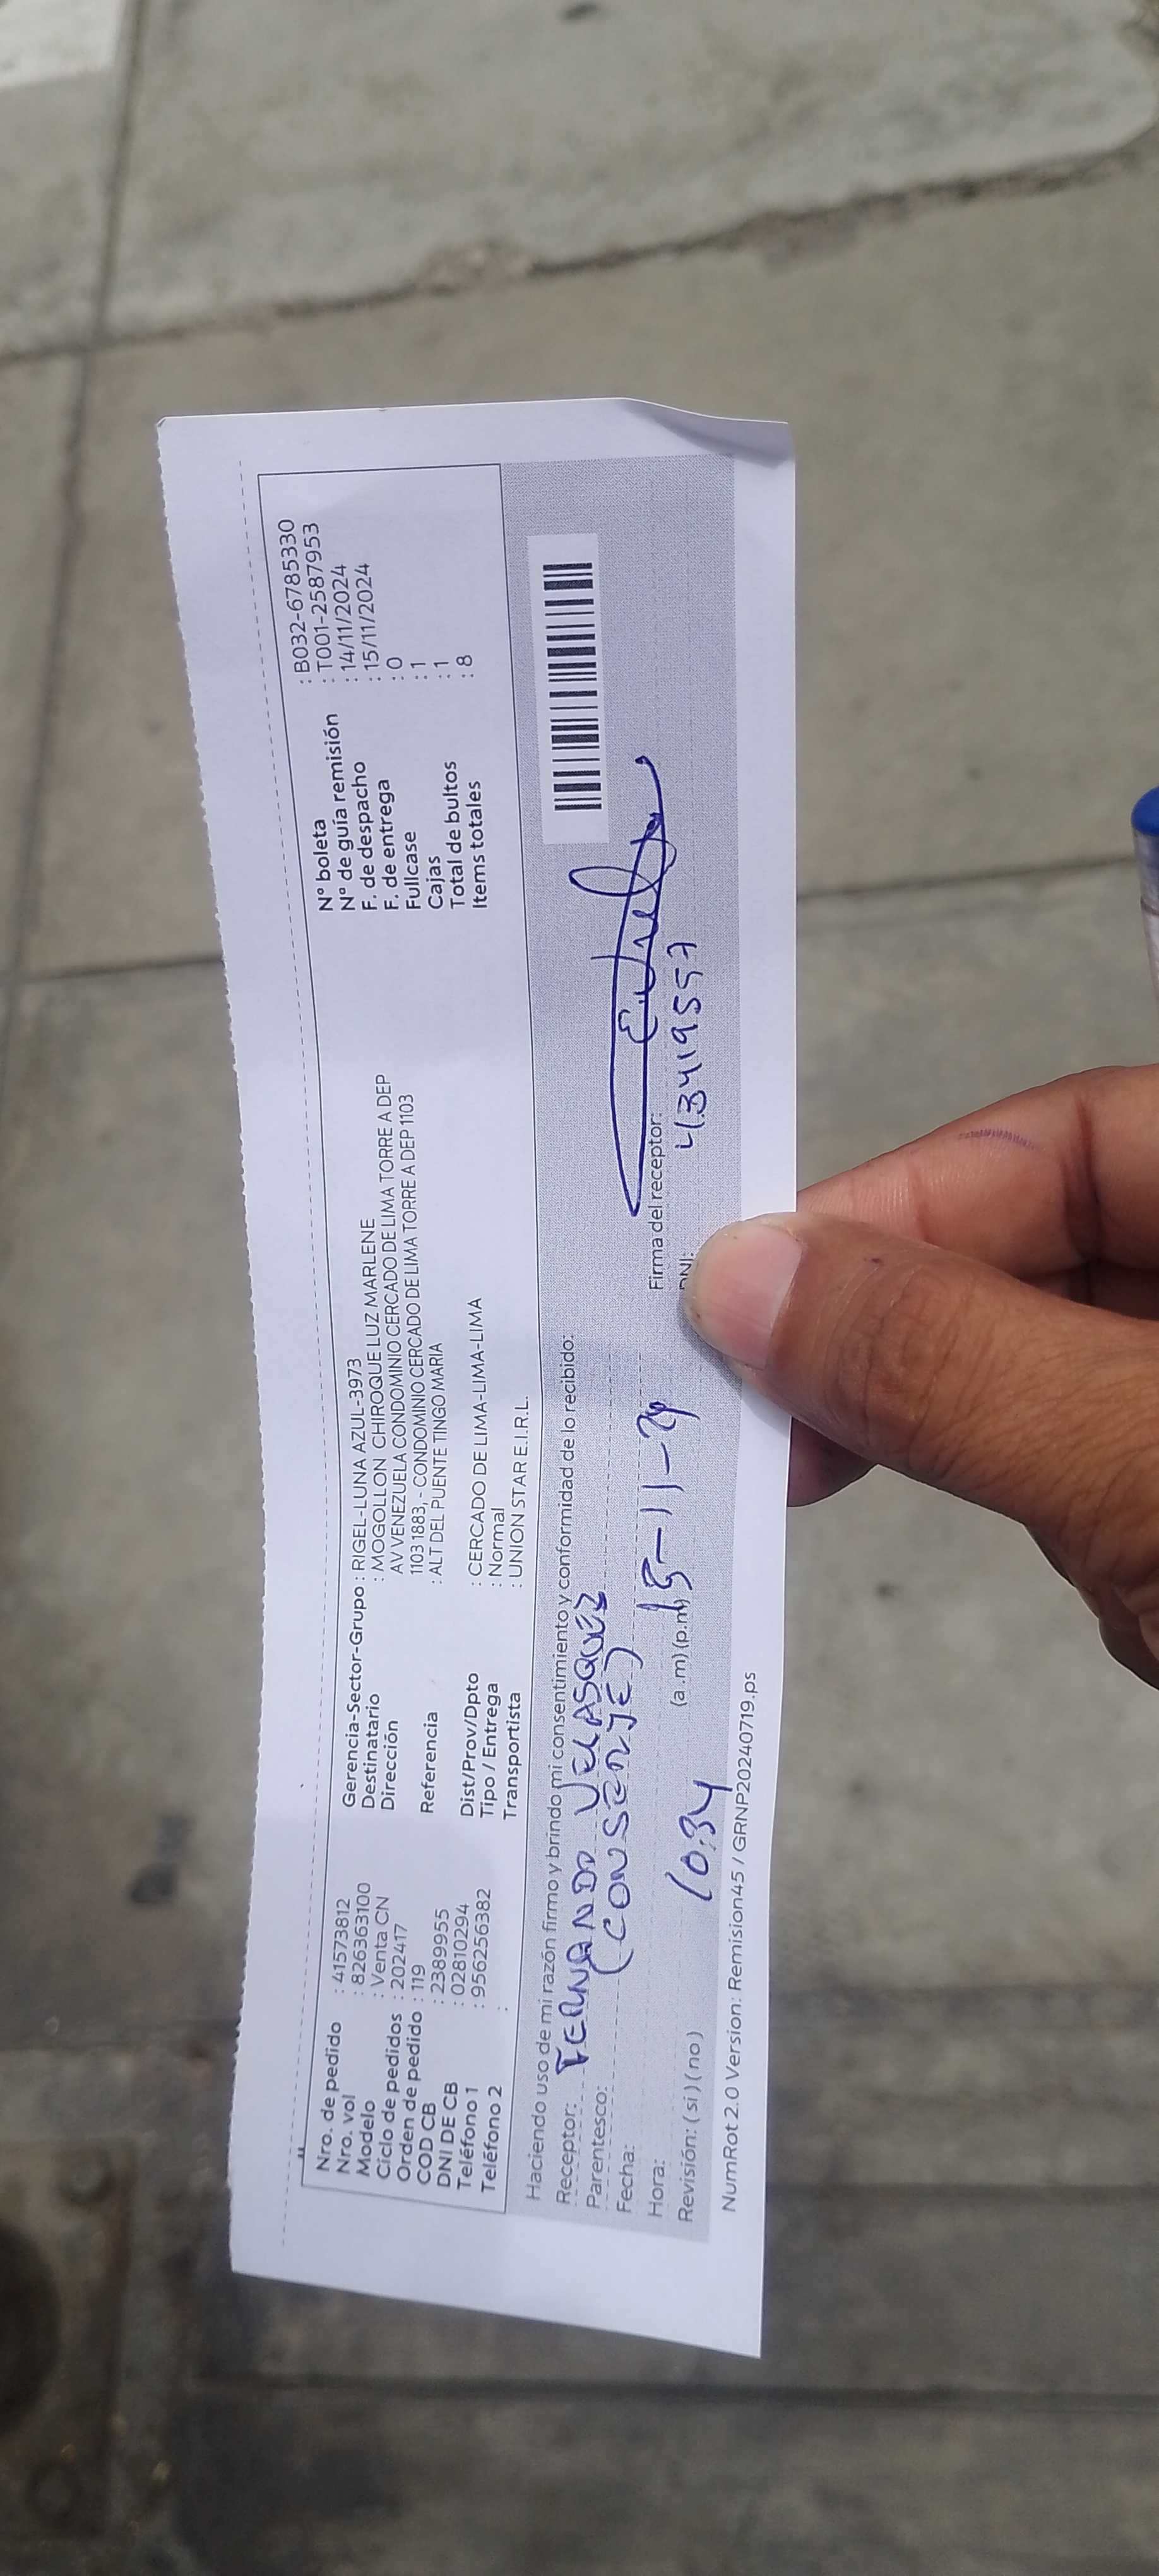 Nro. de pedido : 41573812
Nro. vol : 826363100
Modelo : Venta CN
Ciclo de pedidos : 202417
Orden de pedido : 119
COD CB : 2389955
DNI DE CB : 02810294
Teléfono 1 : 956256382
Teléfono 2 :
Gerencia-Sector-Grupo : RIGEL-LUNA AZUL-3973
Destinatario : MOGOLLON CHIROQUE LUZ MARLENE
Dirección AV VENEZUELA CONDOMINIO CERCADO DE LIMA TORRE A DEP
1103 1883, - CONDOMINIO CERCADO DE LIMA TORRE A DEP 1103
Referencia : ALT DEL PUENTE TINGO MARIA
Dist/Prov/Dpto : CERCADO DE LIMA-LIMA-LIMA
Tipo / Entrega : Normal
Transportista : UNION STAR E.I.R.L.
N° boleta : B032-6785330
N° de guía remisión : T001-2587953
F. de despacho : 14/11/2024
F. de entrega : 15/11/2024
Fullcase : 0
Cajas : 1
Total de bultos : 1
Items totales : 8
Haciendo uso de mi razón firmo y brindo mi consentimiento y conformidad de lo recibido:
Receptor: FERNANDO VELASQUEZ
Parentesco: (CONSERJE)
Fecha: 15-11-24
Hora: 10:34 (a.m) (p.m)
Revisión: ( si ) ( no )
Firma del receptor:
DNI: 43419557
NumRot 2.0 Version: Remision45 / GRNP20240719.ps